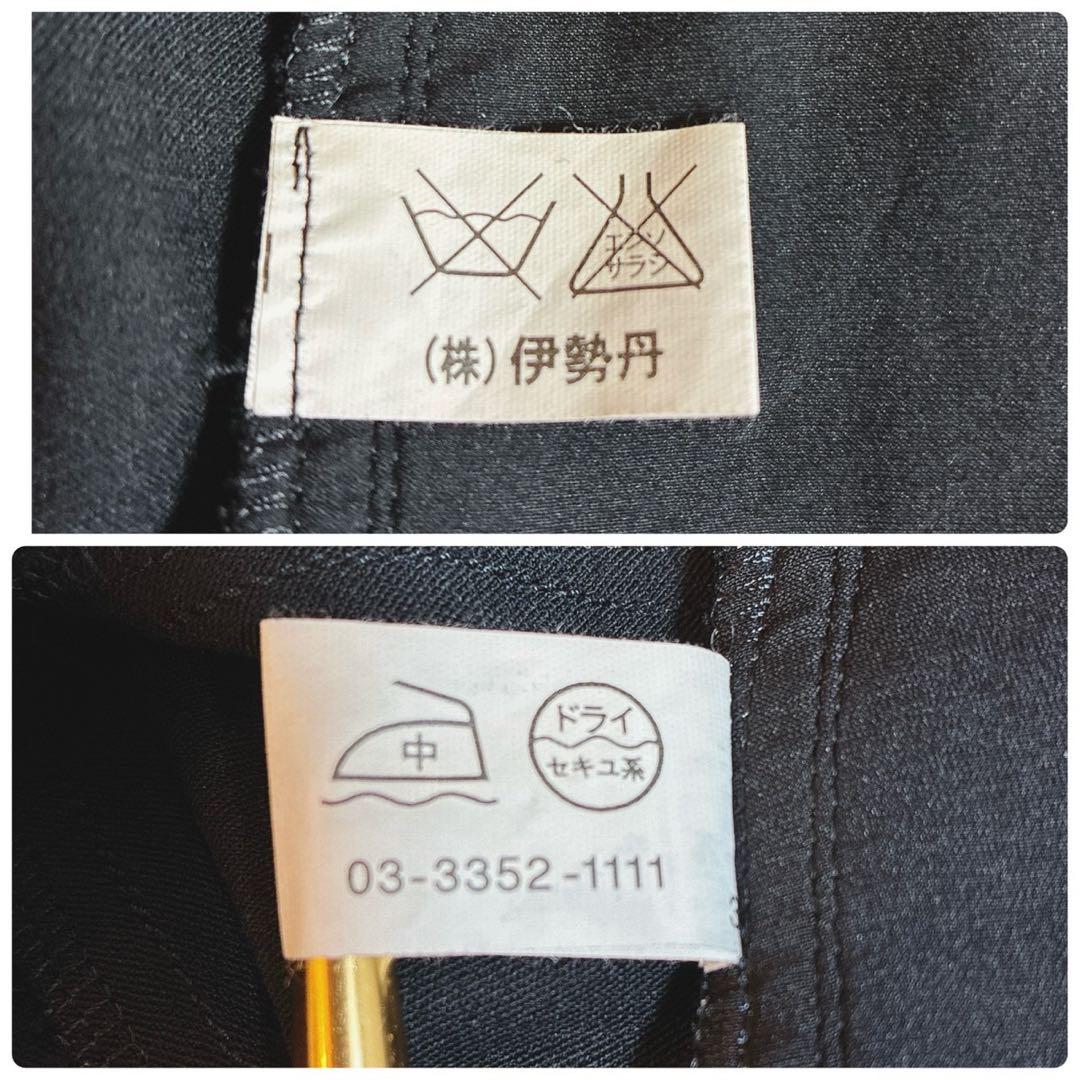 エンソ
サラシ
(株)伊勢丹
中
ドライ
セキユ系
03-3352-1111